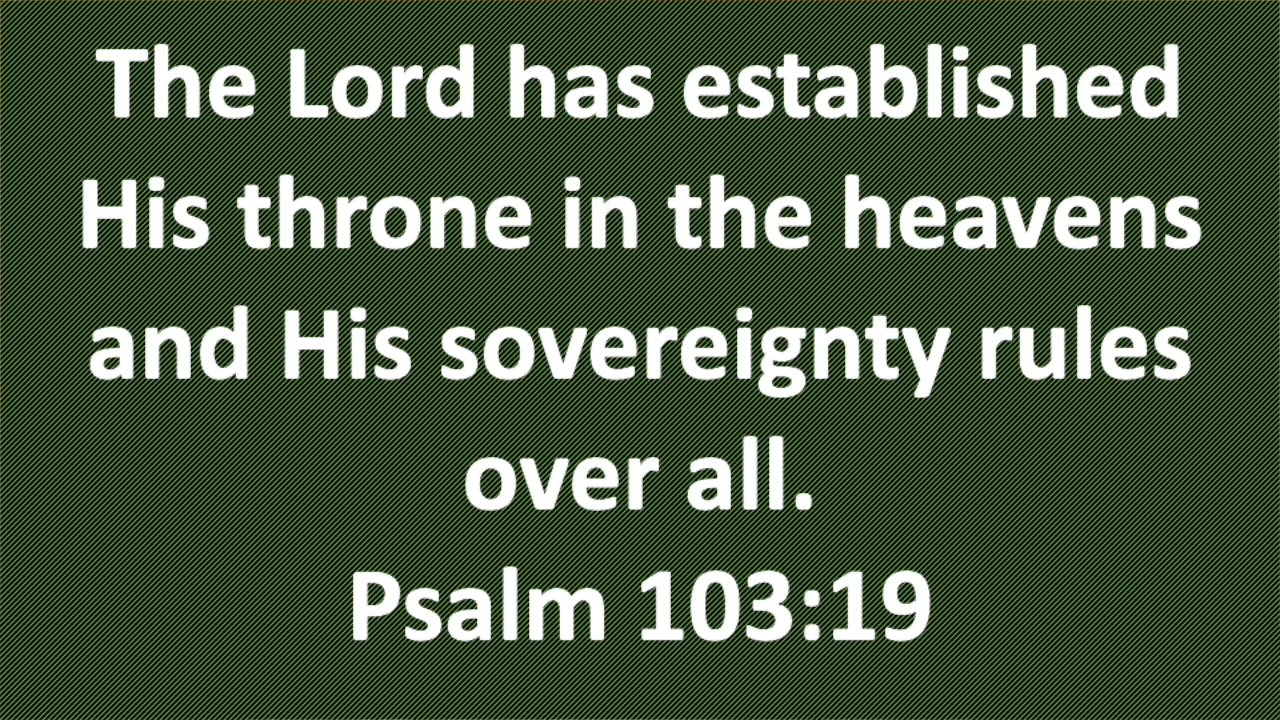 The Lord has established
His throne in the heavens
and His sovereignty rules
over all.
Psalm 103:19